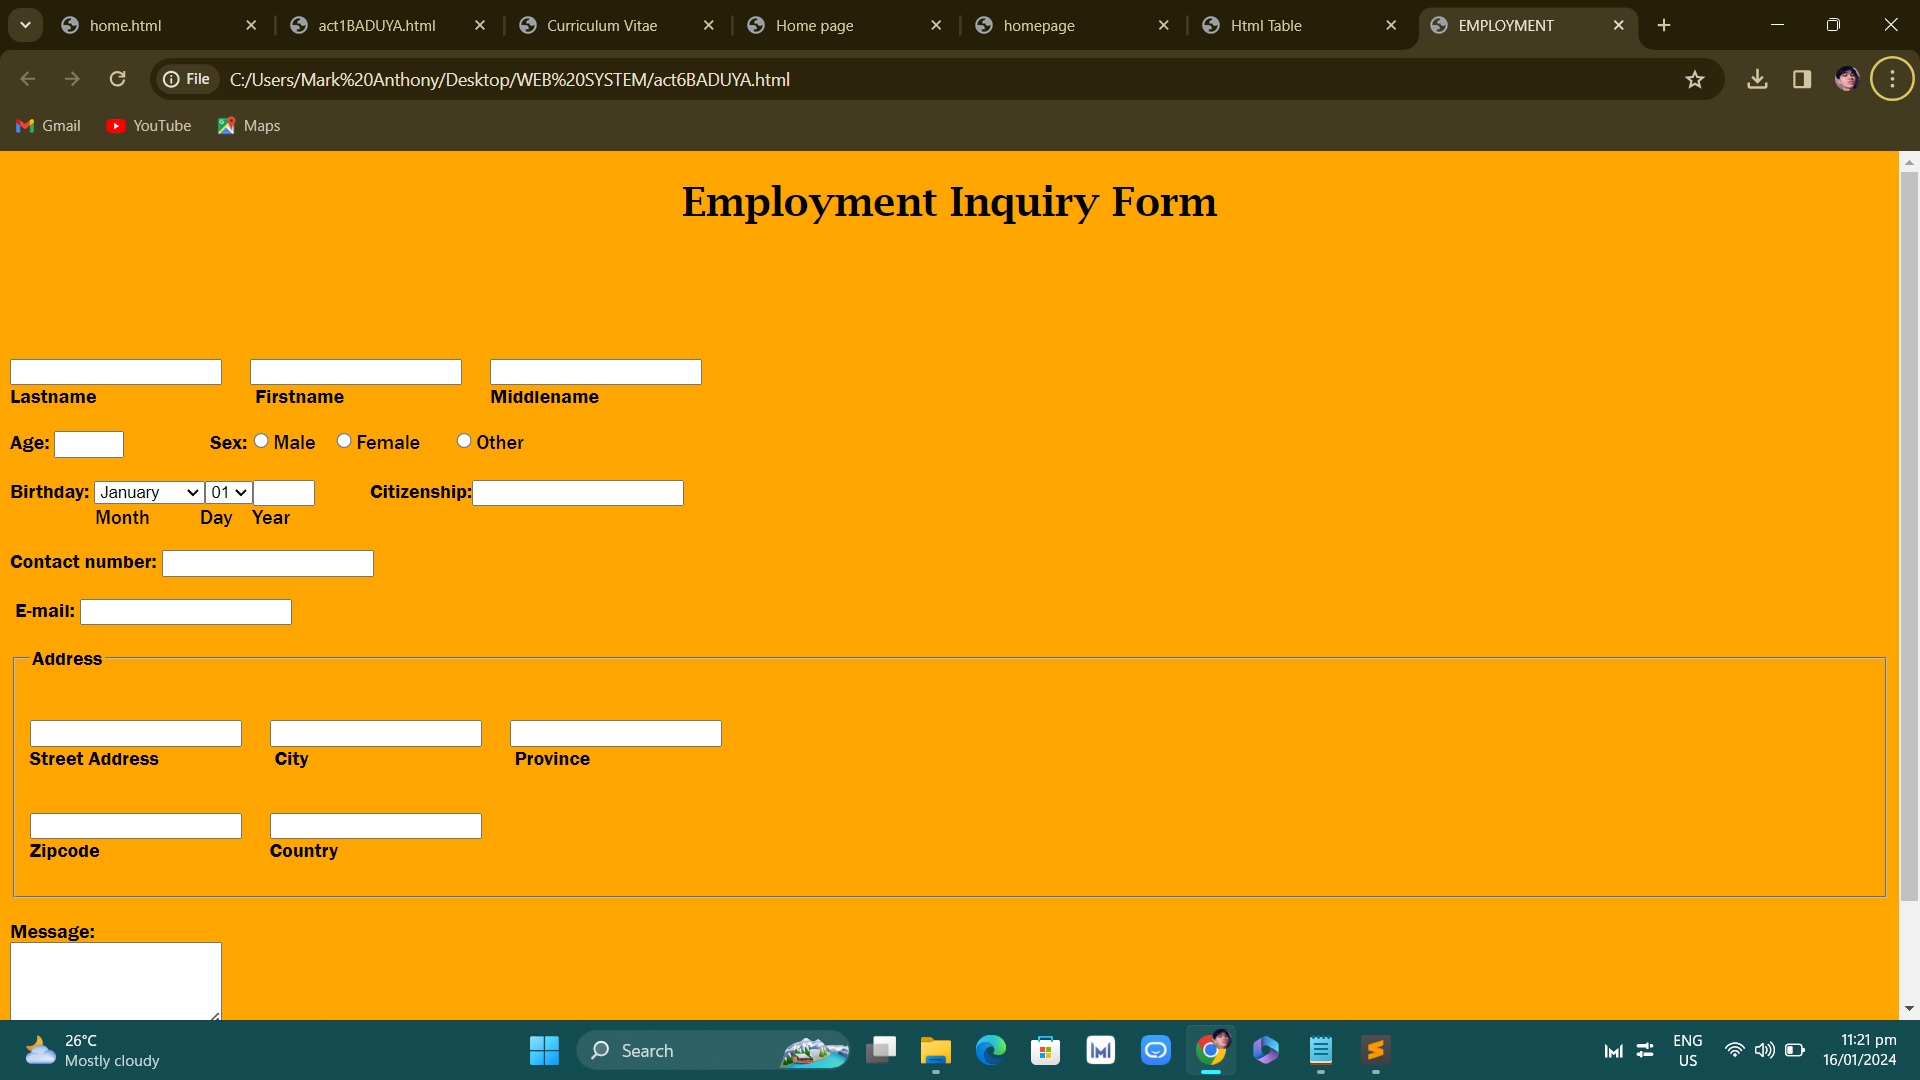 home.html act1BADUYA.html Curriculum Vitae Home page homepage Html Table EMPLOYMENT
File C:/Users/Mark%20Anthony/Desktop/WEB%20SYSTEM/act6BADUYA.html
Gmail YouTube Maps
Employment Inquiry Form
Lastname Firstname Middlename
Age: Sex: Male Female Other
Birthday: January 01 Citizenship:
Month Day Year
Contact number:
E-mail:
Address
Street Address City Province
Zipcode Country
Message:
26°C
Mostly cloudy
Search
ENG
US
11:21 pm
16/01/2024